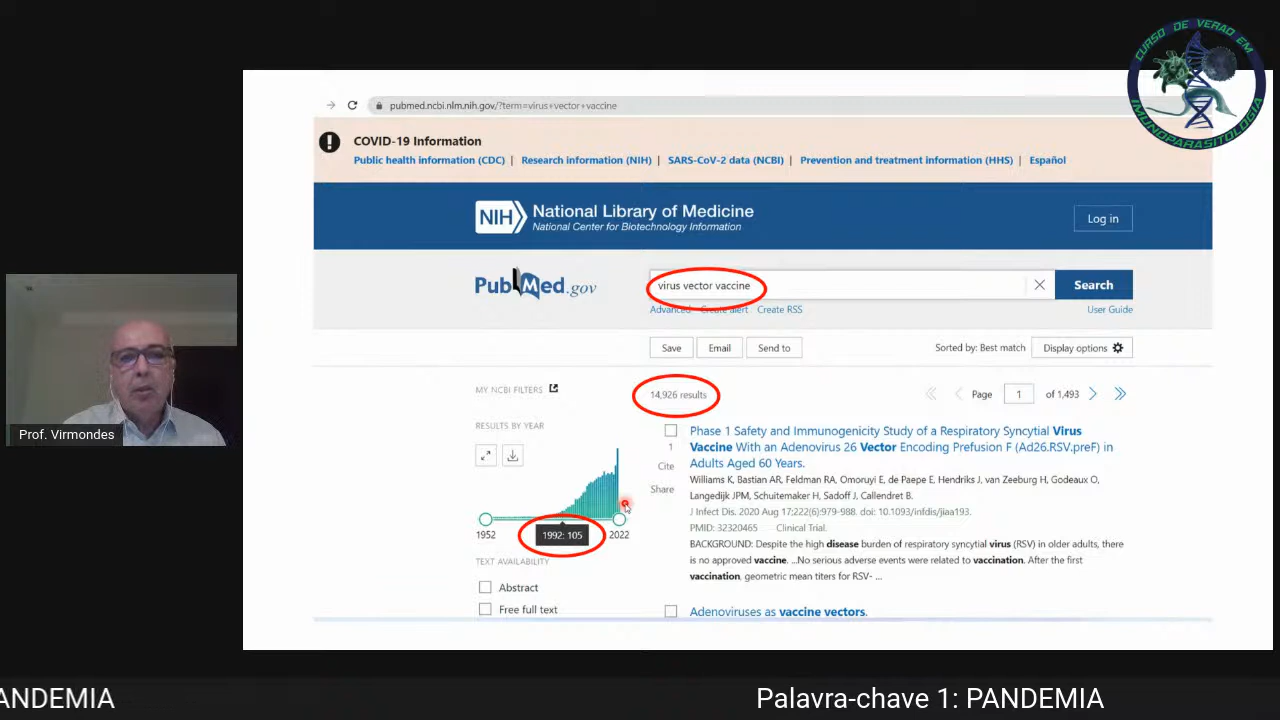 CURSO DE VERÃO EM
IMUNOPARASITOLOGIA
pubmed.ncbi.nlm.nih.gov/?term=virus+vector+vaccine
COVID-19 Information
Public health information (CDC) | Research information (NIH) | SARS-CoV-2 data (NCBI) | Prevention and treatment information (HHS) | Español
NIH National Library of Medicine
National Center for Biotechnology Information
Log in
PubMed.gov
virus vector vaccine
Search
Advanced Create alert Create RSS
User Guide
Save Email Send to
Sorted by: Best match
Display options
MY NCBI FILTERS
14,926 results
Page 1 of 1,493
RESULTS BY YEAR
1952
1992: 105
2022
TEXT AVAILABILITY
Abstract
Free full text
1
Cite
Share
Phase 1 Safety and Immunogenicity Study of a Respiratory Syncytial Virus
Vaccine With an Adenovirus 26 Vector Encoding Prefusion F (Ad26.RSV.preF) in
Adults Aged 60 Years.
Williams K, Bastian AR, Feldman RA, Omoruyi E, de Paepe E, Hendriks J, van Zeeburg H, Godeaux O,
Langedijk JPM, Schuitemaker H, Sadoff J, Callendret B.
J Infect Dis. 2020 Aug 17;222(6):979-988. doi: 10.1093/infdis/jiaa193.
PMID: 32320465 Clinical Trial.
BACKGROUND: Despite the high disease burden of respiratory syncytial virus (RSV) in older adults, there
is no approved vaccine. ...No serious adverse events were related to vaccination. After the first
vaccination, geometric mean titers for RSV- ...
Adenoviruses as vaccine vectors.
Prof. Virmondes
ANDEMIA
Palavra-chave 1: PANDEMIA